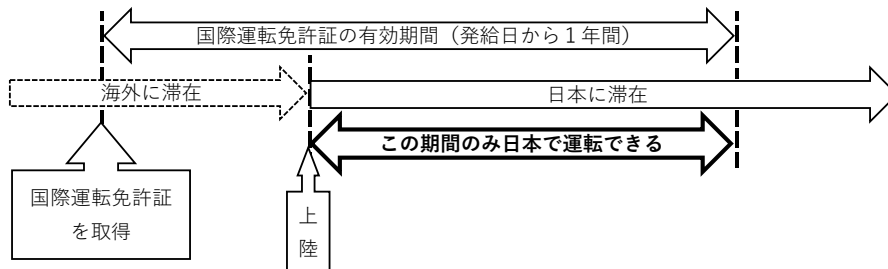 国際運転免許証の有効期間（発給日から１年間）
海外に滞在
日本に滞在
この期間のみ日本で運転できる
国際運転免許証
を取得
上
陸